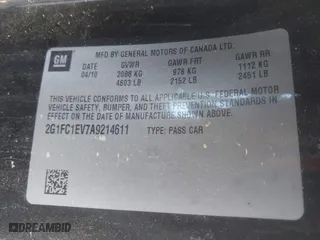 GM
MFD BY GENERAL MOTORS OF CANADA LTD.
DATE GVWR GAWR FRT GAWR RR
04/10 2088 KG 976 KG 1112 KG
4603 LB 2152 LB 2451 LB
THIS VEHICLE CONFORMS TO ALL APPLICABLE U.S. FEDERAL MOTOR
VEHICLE SAFETY, BUMPER, AND THEFT PREVENTION STANDARDS
IN EFFECT ON THE DATE OF MANUFACTURE SHOWN ABOVE.
2G1FC1EV7A9214611 TYPE: PASS CAR
DREAMBID